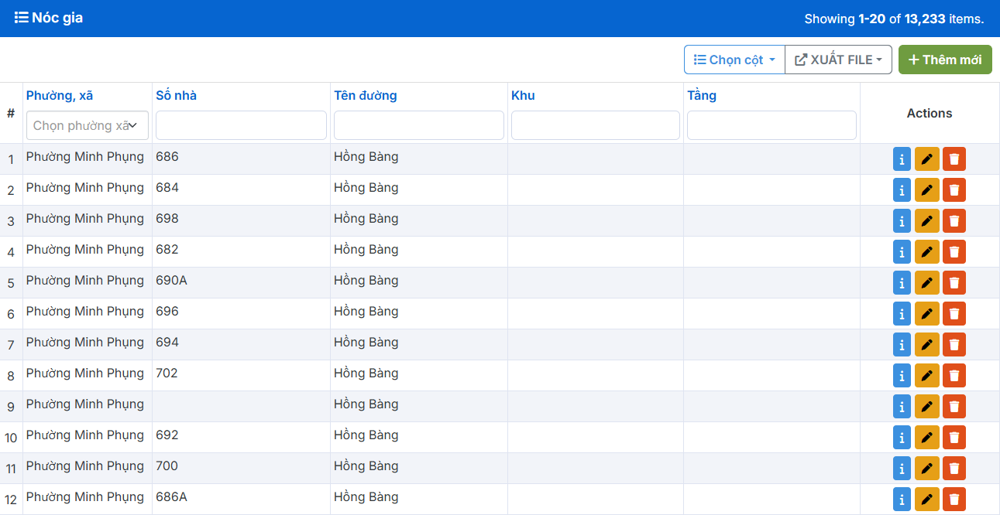 Nóc gia
Showing 1-20 of 13,233 items.
Chọn cột
XUẤT FILE
Thêm mới
# Phường, xã Số nhà Tên đường Khu Tầng Actions
Chọn phường xã
1 Phường Minh Phụng 686 Hồng Bàng
2 Phường Minh Phụng 684 Hồng Bàng
3 Phường Minh Phụng 698 Hồng Bàng
4 Phường Minh Phụng 682 Hồng Bàng
5 Phường Minh Phụng 690A Hồng Bàng
6 Phường Minh Phụng 696 Hồng Bàng
7 Phường Minh Phụng 694 Hồng Bàng
8 Phường Minh Phụng 702 Hồng Bàng
9 Phường Minh Phụng Hồng Bàng
10 Phường Minh Phụng 692 Hồng Bàng
11 Phường Minh Phụng 700 Hồng Bàng
12 Phường Minh Phụng 686A Hồng Bàng